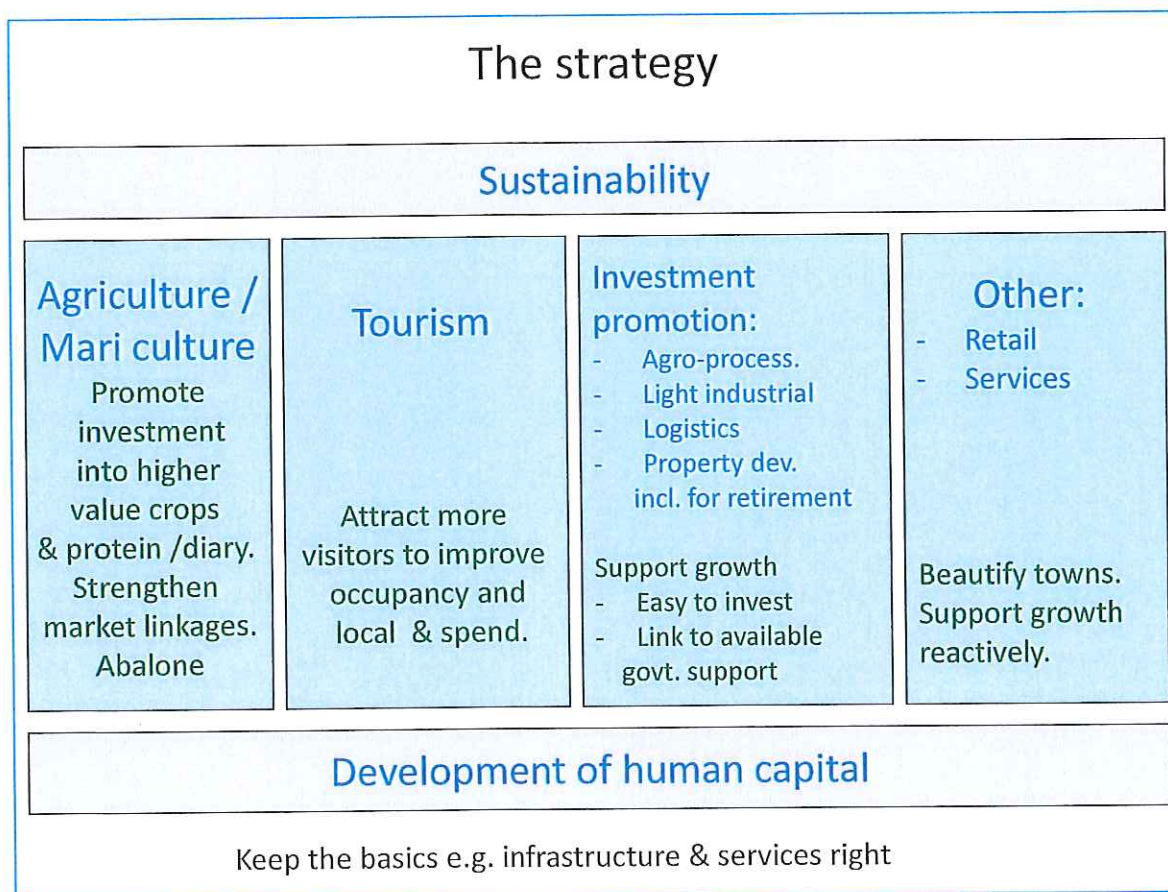 The strategy
Sustainability
Agriculture /
Mari culture
Promote
investment
into higher
value crops
& protein /diary.
Strengthen
market linkages.
Abalone
Tourism
Attract more
visitors to improve
occupancy and
local & spend.
Investment
promotion:
- Agro-process.
- Light industrial
- Logistics
- Property dev.
incl. for retirement
Support growth
- Easy to invest
- Link to available
govt. support
Other:
- Retail
- Services
Beautify towns.
Support growth
reactively.
Development of human capital
Keep the basics e.g. infrastructure & services right